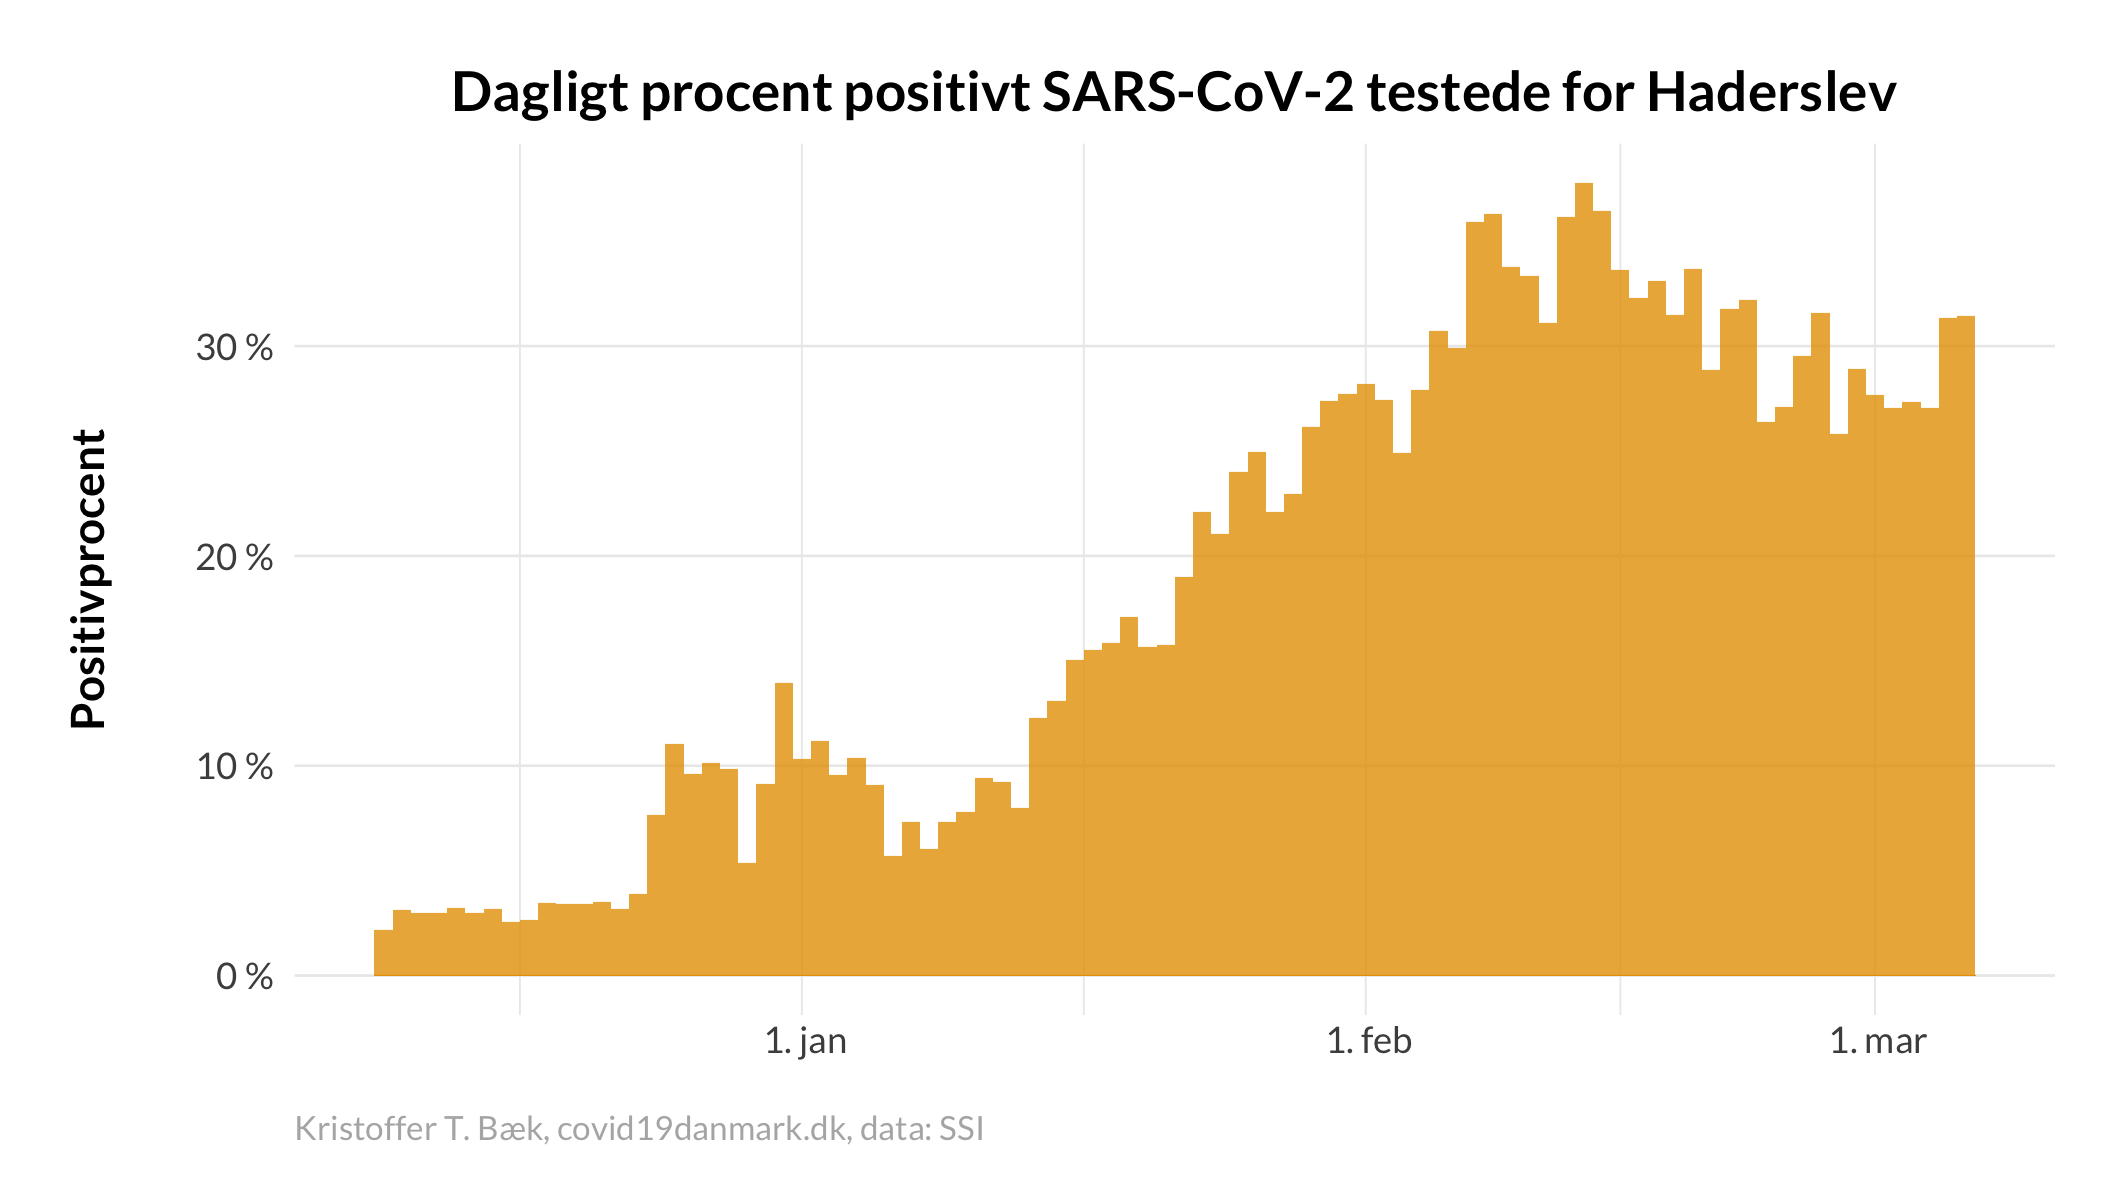 Dagligt procent positivt SARS-CoV-2 testede for Haderslev
Positivprocent
30 %
20 %
10 %
0 %
1. jan
1. feb
1. mar
Kristoffer T. Bæk, covid19danmark.dk, data: SSI